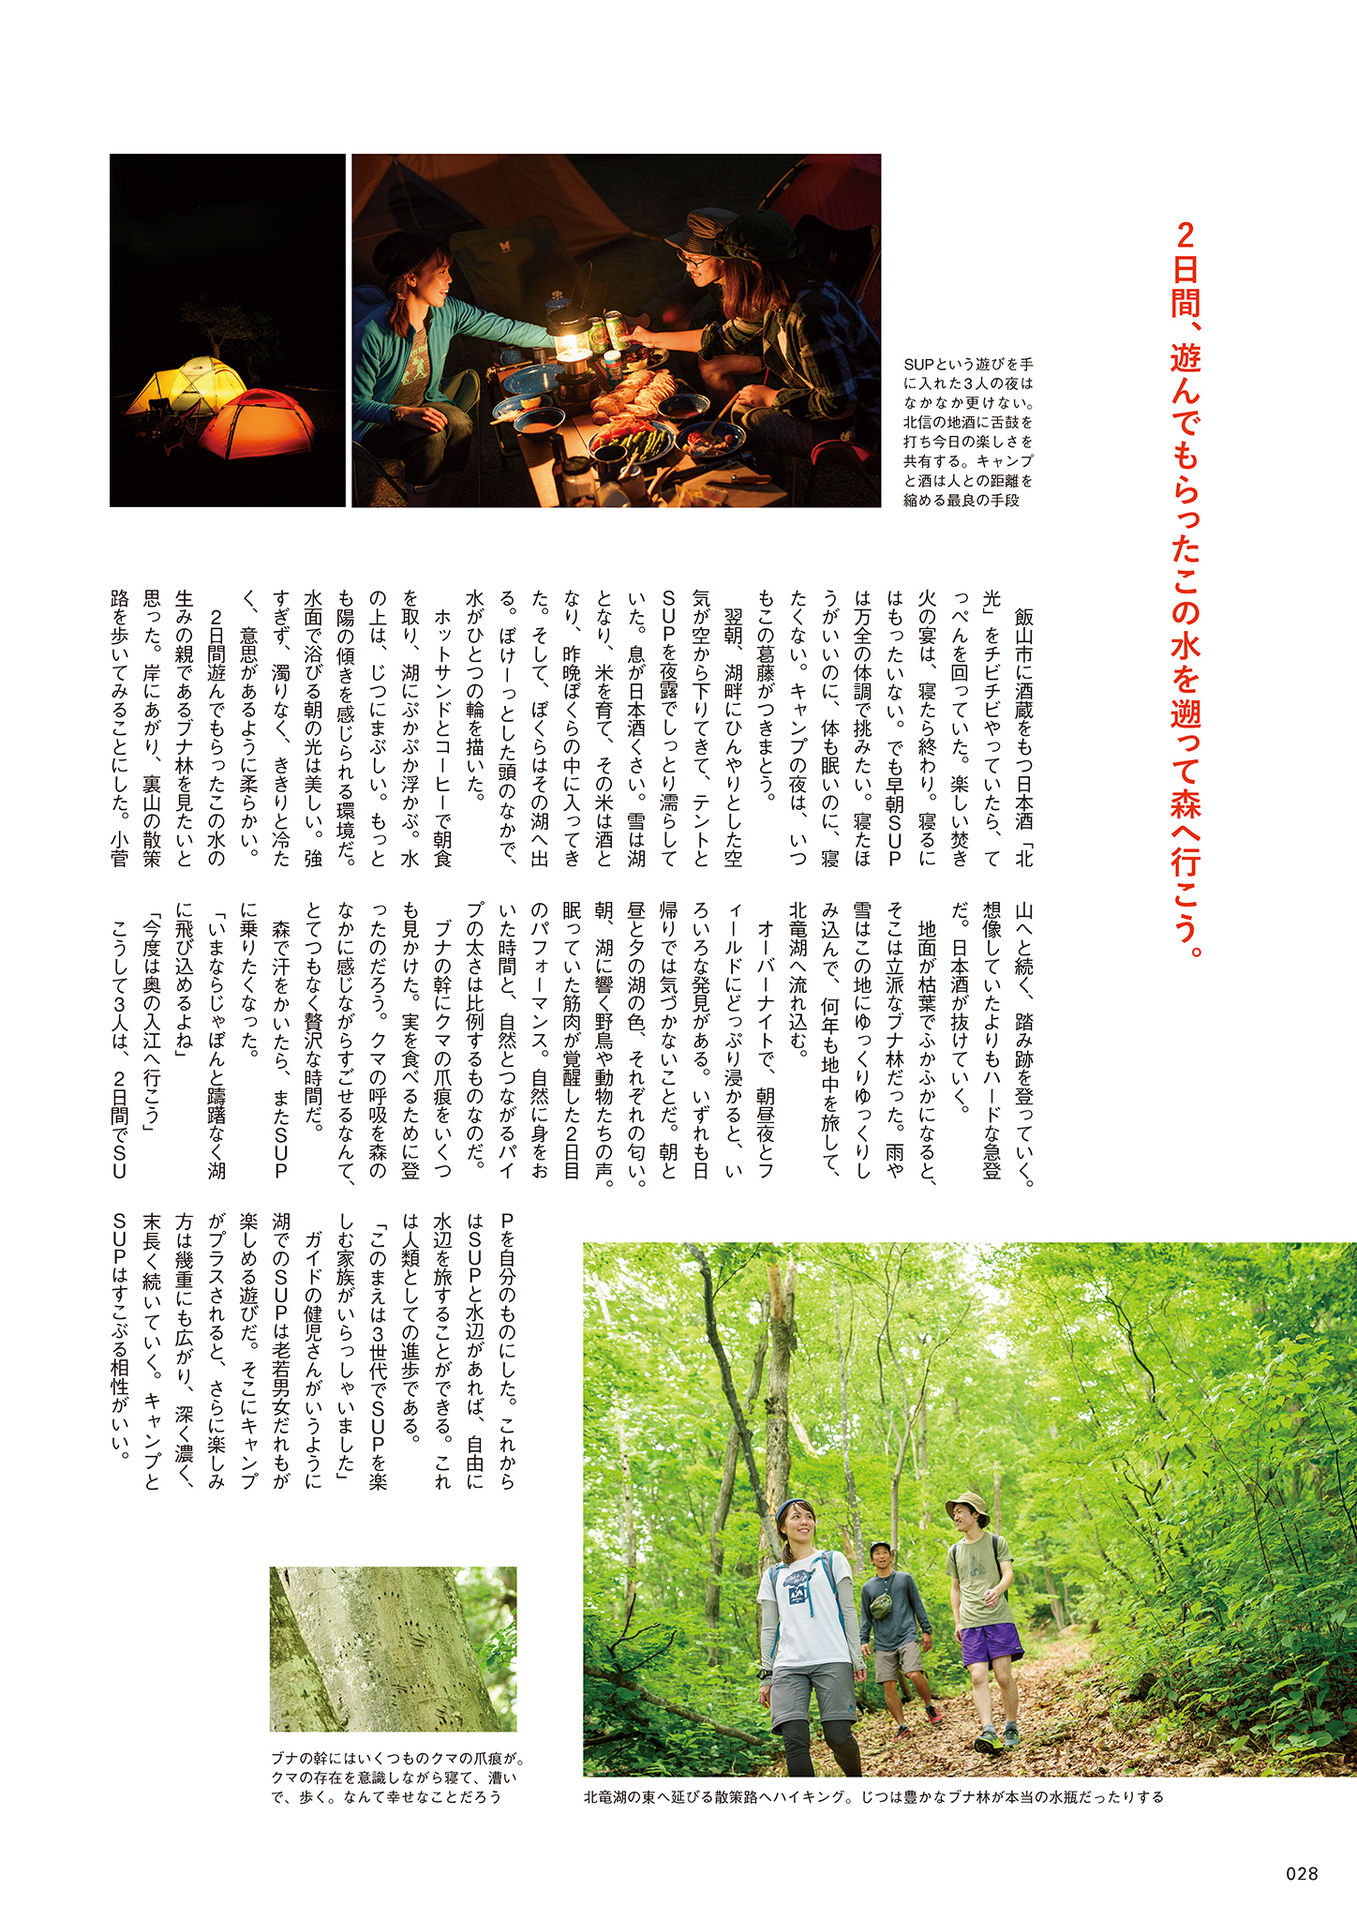 2日間、遊んでもらったこの水を遡って森へ行こう。
SUPという遊びを手
に入れた3人の夜は
なかなか更けない。
北信の地酒に舌鼓を
打ち今日の楽しさを
共有する。キャンプ
と酒は人との距離を
縮める最良の手段
飯山市に酒蔵をもつ日本酒「北
光」をチビチビやっていたら、て
っぺんを回っていた。楽しい焚き
火の宴は、寝たら終わり。寝るに
はもったいない。でも早朝SUP
は万全の体調で挑みたい。寝たほ
うがいいのに、体も眠いのに、寝
たくない。キャンプの夜は、いつ
もこの葛藤がつきまとう。
翌朝、湖畔にひんやりとした空
気が空から下りてきて、テントと
SUPを夜露でしっとり濡らして
いた。息が日本酒くさい。雪は湖
となり、米を育て、その米は酒と
なり、昨晩ぼくらの中に入ってき
た。そして、ぼくらはその湖へ出
る。ぼけーっとした頭のなかで、
水がひとつの輪を描いた。
ホットサンドとコーヒーで朝食
を取り、湖にぷかぷか浮かぶ。水
の上は、じつにまぶしい。もっと
も陽の傾きを感じられる環境だ。
水面で浴びる朝の光は美しい。強
すぎず、濁りなく、ききりと冷た
く、意思があるように柔らかい。
2日間遊んでもらったこの水の
生みの親であるブナ林を見たいと
思った。岸にあがり、裏山の散策
路を歩いてみることにした。小菅
山へと続く、踏み跡を登っていく。
想像していたよりもハードな急登
だ。日本酒が抜けていく。
地面が枯葉でふかふかになると、
そこは立派なブナ林だった。雨や
雪はこの地にゆっくりゆっくりし
み込んで、何年も地中を旅して、
北竜湖へ流れ込む。
オーバーナイトで、朝昼夜とフ
ィールドにどっぷり浸かると、い
ろいろな発見がある。いずれも日
帰りでは気づかないことだ。朝と
昼と夕の湖の色、それぞれの匂い。
朝、湖に響く野鳥や動物たちの声。
眠っていた筋肉が覚醒した2日目
のパフォーマンス。自然に身をお
いた時間と、自然とつながるパイ
プの太さは比例するものなのだ。
ブナの幹にクマの爪痕をいくつ
も見かけた。実を食べるために登
ったのだろう。クマの呼吸を森の
なかに感じながらすごせるなんて、
とてつもなく贅沢な時間だ。
森で汗をかいたら、またSUP
に乗りたくなった。
「いまならじゃぼんと躊躇なく湖
に飛び込めるよね」
「今度は奥の入江へ行こう」
こうして3人は、2日間でSU
Pを自分のものにした。これから
はSUPと水辺があれば、自由に
水辺を旅することができる。これ
は人類としての進歩である。
「このまえは3世代でSUPを楽
しむ家族がいらっしゃいました」
ガイドの健児さんがいうように
湖でのSUPは老若男女だれもが
楽しめる遊びだ。そこにキャンプ
がプラスされると、さらに楽しみ
方は幾重にも広がり、深く濃く、
末長く続いていく。キャンプと
SUPはすこぶる相性がいい。
ブナの幹にはいくつものクマの爪痕が。
クマの存在を意識しながら寝て、漕い
で、歩く。なんて幸せなことだろう
北竜湖の東へ延びる散策路へハイキング。じつは豊かなブナ林が本当の水瓶だったりする
028